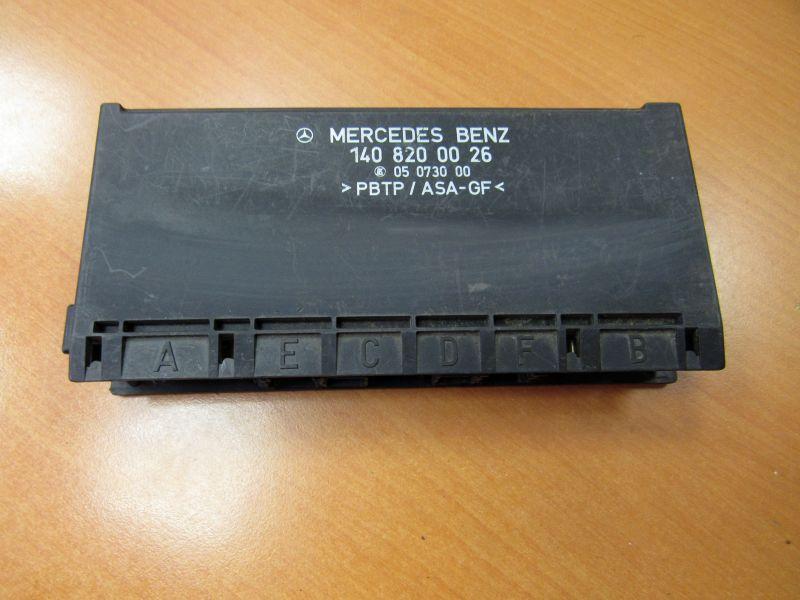 MERCEDES BENZ
140 820 00 26
05 0730 00
>PBTP/ASA-GF<
A E C D F B